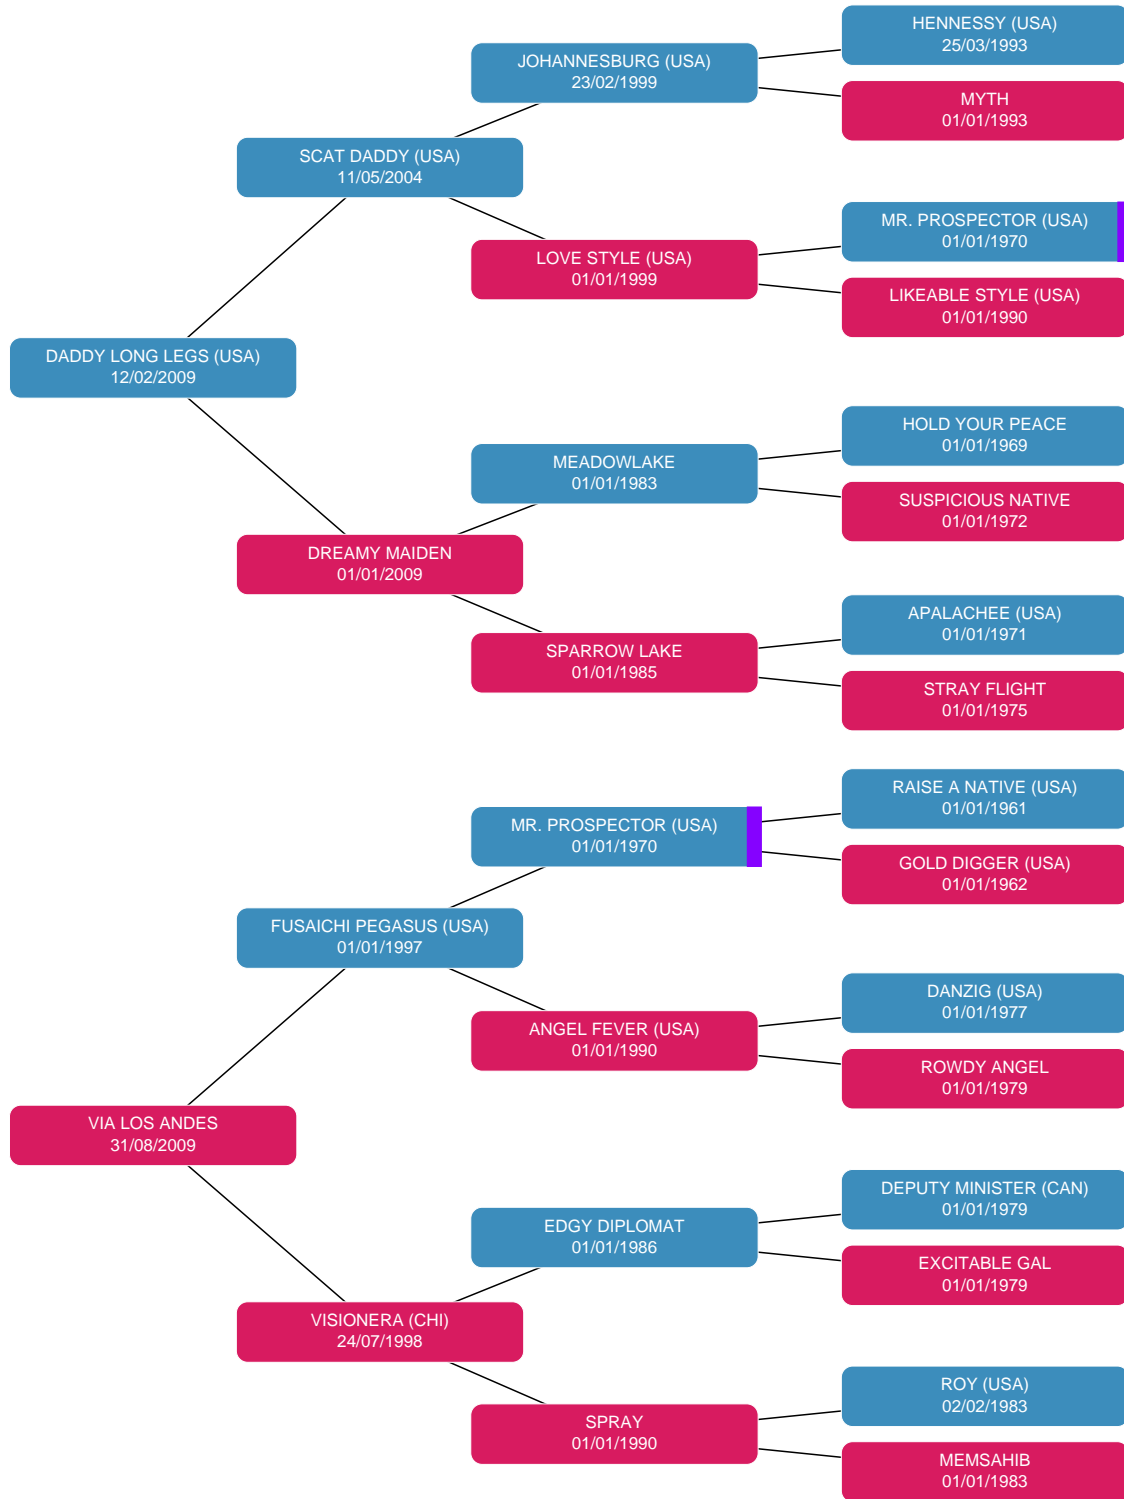 HENNESSY (USA)
25/03/1993
JOHANNESBURG (USA)
23/02/1999
MYTH
01/01/1993
SCAT DADDY (USA)
11/05/2004
MR. PROSPECTOR (USA)
01/01/1970
LOVE STYLE (USA)
01/01/1999
LIKEABLE STYLE (USA)
01/01/1990
DADDY LONG LEGS (USA)
12/02/2009
HOLD YOUR PEACE
01/01/1969
MEADOWLAKE
01/01/1983
SUSPICIOUS NATIVE
01/01/1972
DREAMY MAIDEN
01/01/2009
APALACHEE (USA)
01/01/1971
SPARROW LAKE
01/01/1985
STRAY FLIGHT
01/01/1975
RAISE A NATIVE (USA)
01/01/1961
MR. PROSPECTOR (USA)
01/01/1970
GOLD DIGGER (USA)
01/01/1962
FUSAICHI PEGASUS (USA)
01/01/1997
DANZIG (USA)
01/01/1977
ANGEL FEVER (USA)
01/01/1990
ROWDY ANGEL
01/01/1979
VIA LOS ANDES
31/08/2009
DEPUTY MINISTER (CAN)
01/01/1979
EDGY DIPLOMAT
01/01/1986
EXCITABLE GAL
01/01/1979
VISIONERA (CHI)
24/07/1998
ROY (USA)
02/02/1983
SPRAY
01/01/1990
MEMSAHIB
01/01/1983